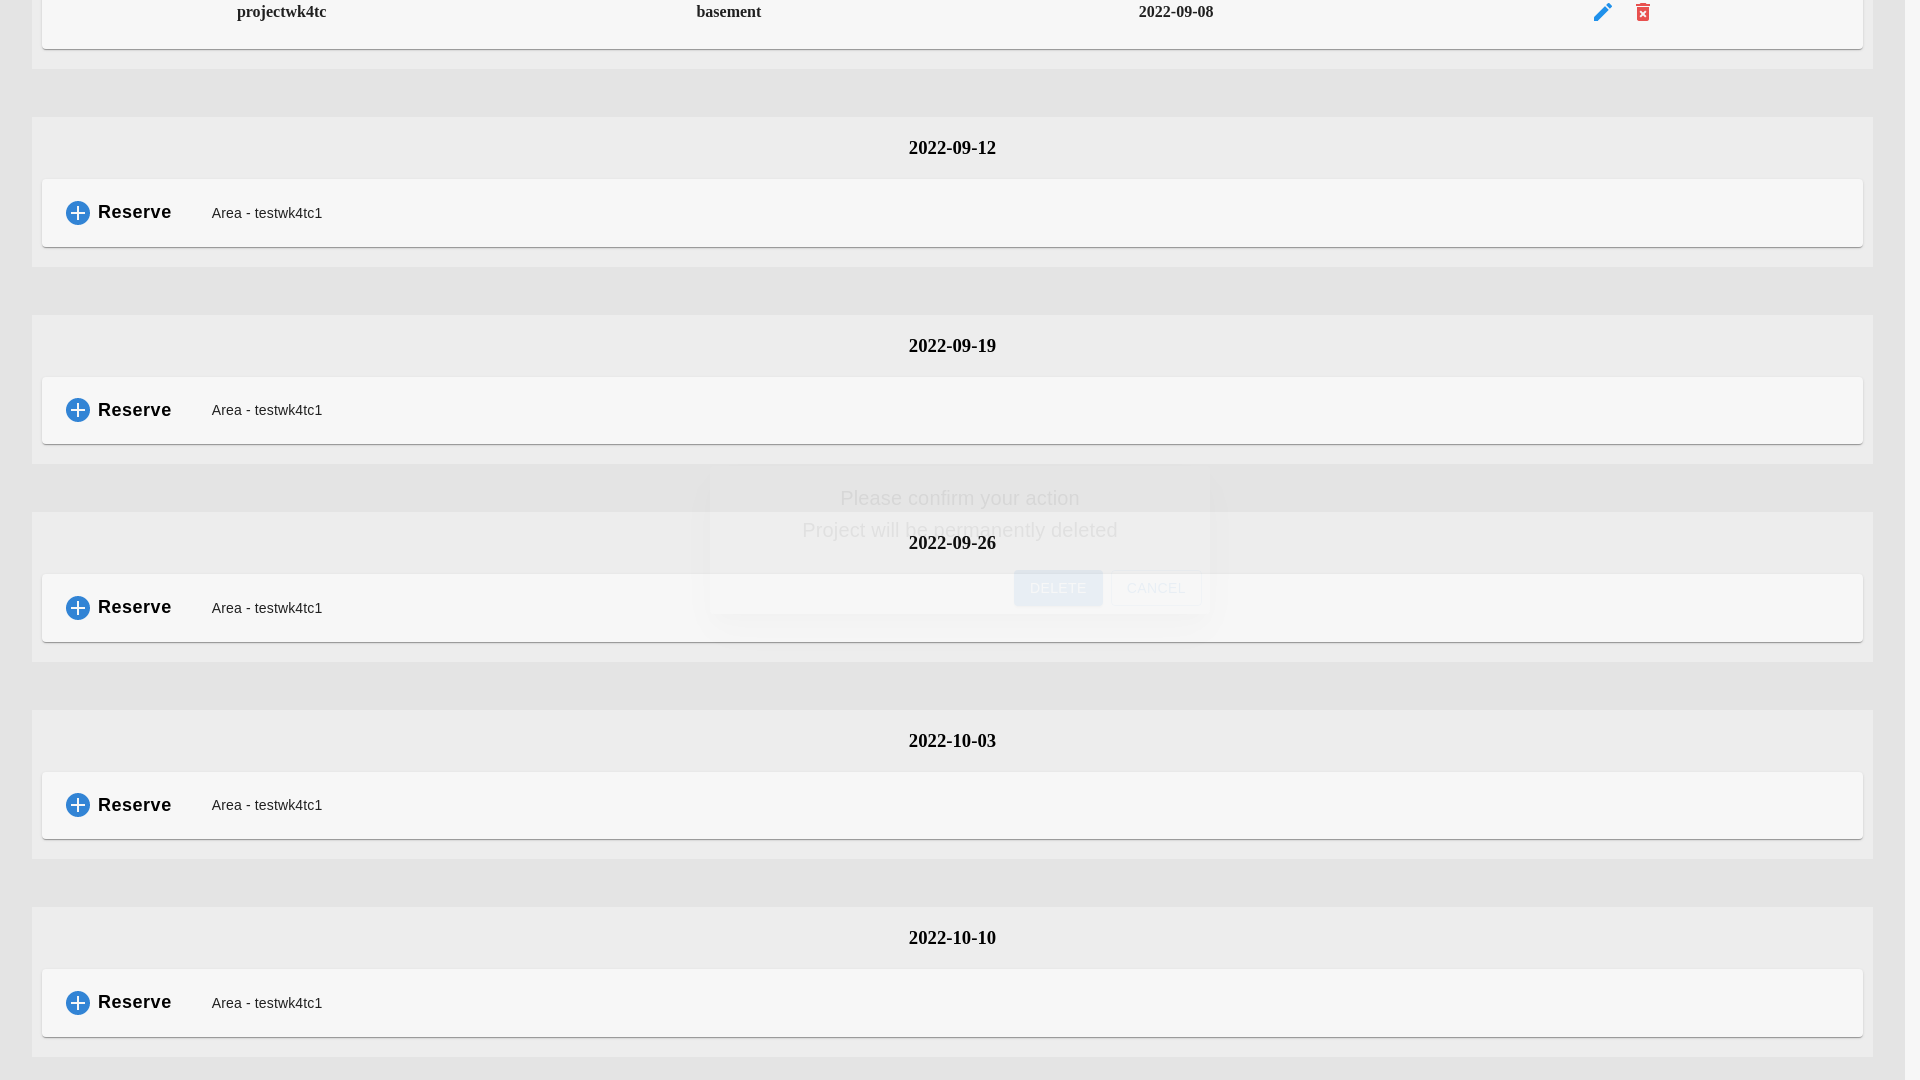 projectwk4tc basement 2022-09-08
2022-09-12
Reserve Area - testwk4tc1
2022-09-19
Reserve Area - testwk4tc1
Please confirm your action
Project will be permanently deleted
2022-09-26
DELETE CANCEL
Reserve Area - testwk4tc1
2022-10-03
Reserve Area - testwk4tc1
2022-10-10
Reserve Area - testwk4tc1